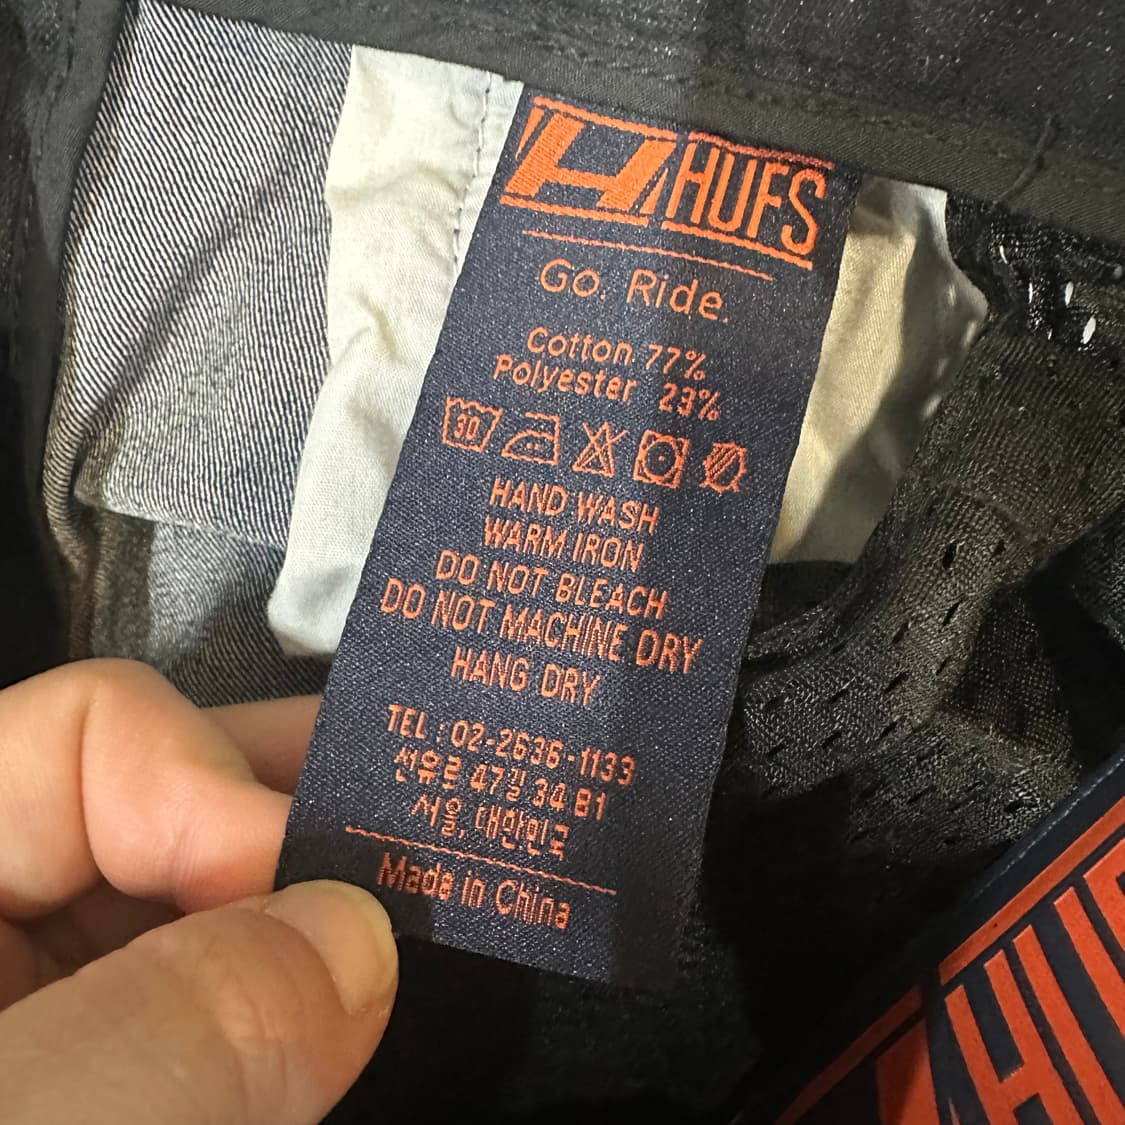 HUFS
Go. Ride.
Cotton 77%
Polyester 23%
30
HAND WASH
WARM IRON
DO NOT BLEACH
DO NOT MACHINE DRY
HANG DRY
TEL : 02-2636-1133
선유로 47길 34 B1
서울, 대한민국
Made in China
HU